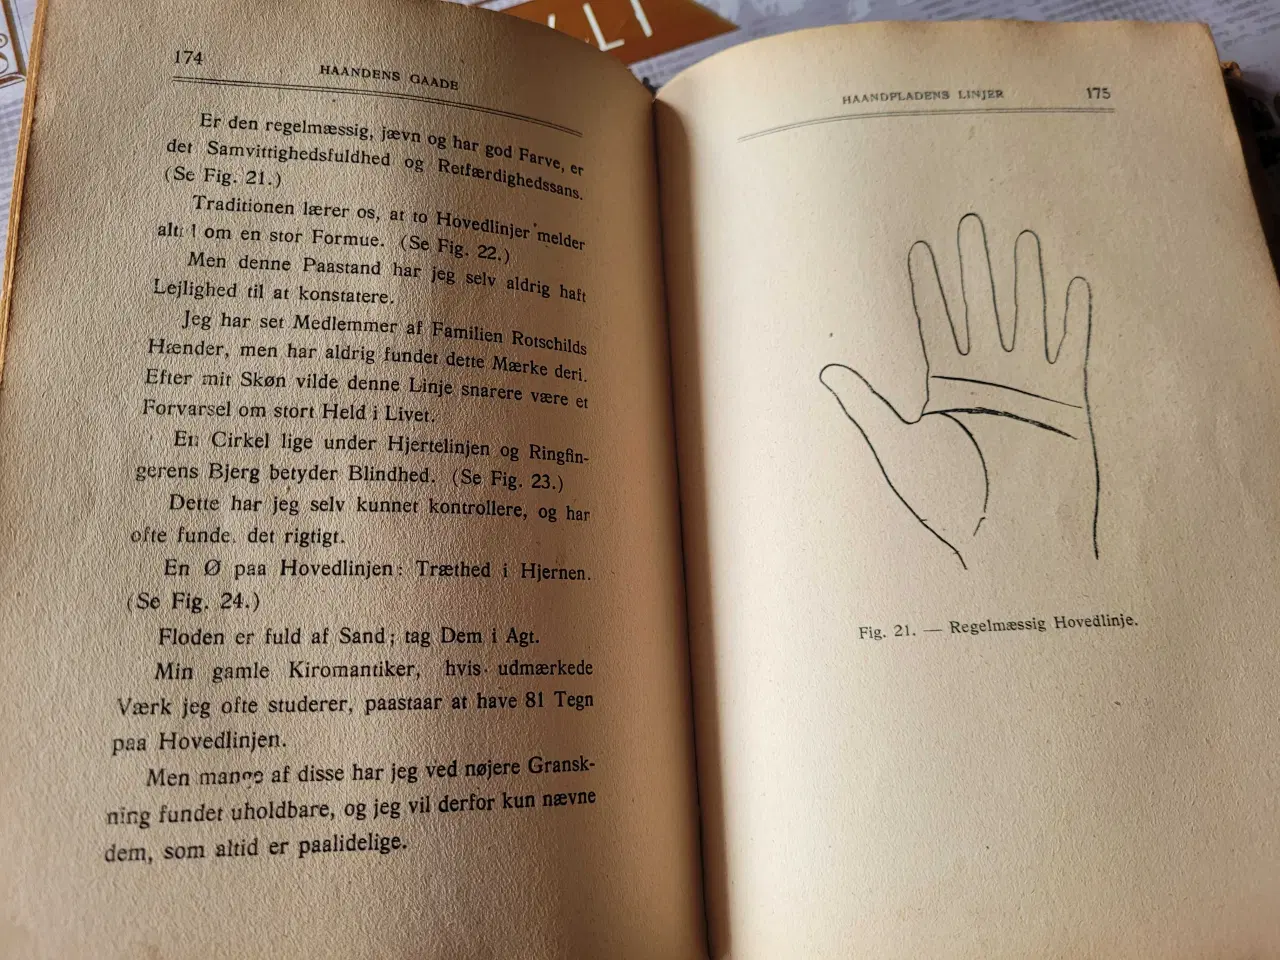 174
HAANDENS GAADE
Er den regelmæssig, jævn og har god Farve, er
det Samvittighedsfuldhed og Retfærdighedssans.
(Se Fig. 21.)
Traditionen lærer os, at to Hovedlinjer melder
om en stor Formue. (Se Fig. 22.)
Men denne Paastand har jeg selv aldrig haft
Lejlighed til at konstatere.
Jeg har set Medlemmer af Familien Rotschilds
Hænder, men har aldrig fundet dette Mærke deri.
Efter mit Skøn vilde denne Linje snarere være et
Forvarsel om stort Held i Livet.
En Cirkel lige under Hjertelinjen og Ringfin-
gerens Bjerg betyder Blindhed. (Se Fig. 23.)
Dette har jeg selv kunnet kontrollere, og har
ofte det rigtigt.
En Ø paa Hovedlinjen: Træthed i Hjernen.
(Se Fig. 24.)
Floden er fuld af Sand; tag Dem i Agt.
Min gamle Kiromantiker, hvis udmærkede
Værk jeg ofte studerer, paastaar at have 81 Tegn
paa Hovedlinjen.
Men mange af disse har jeg ved nøjere Gransk-
ning fundet uholdbare, og jeg vil derfor kun nævne
dem, som altid er paalidelige.
HAANDFLADENS LINJER
175
Fig. 21. — Regelmæssig Hovedlinje.